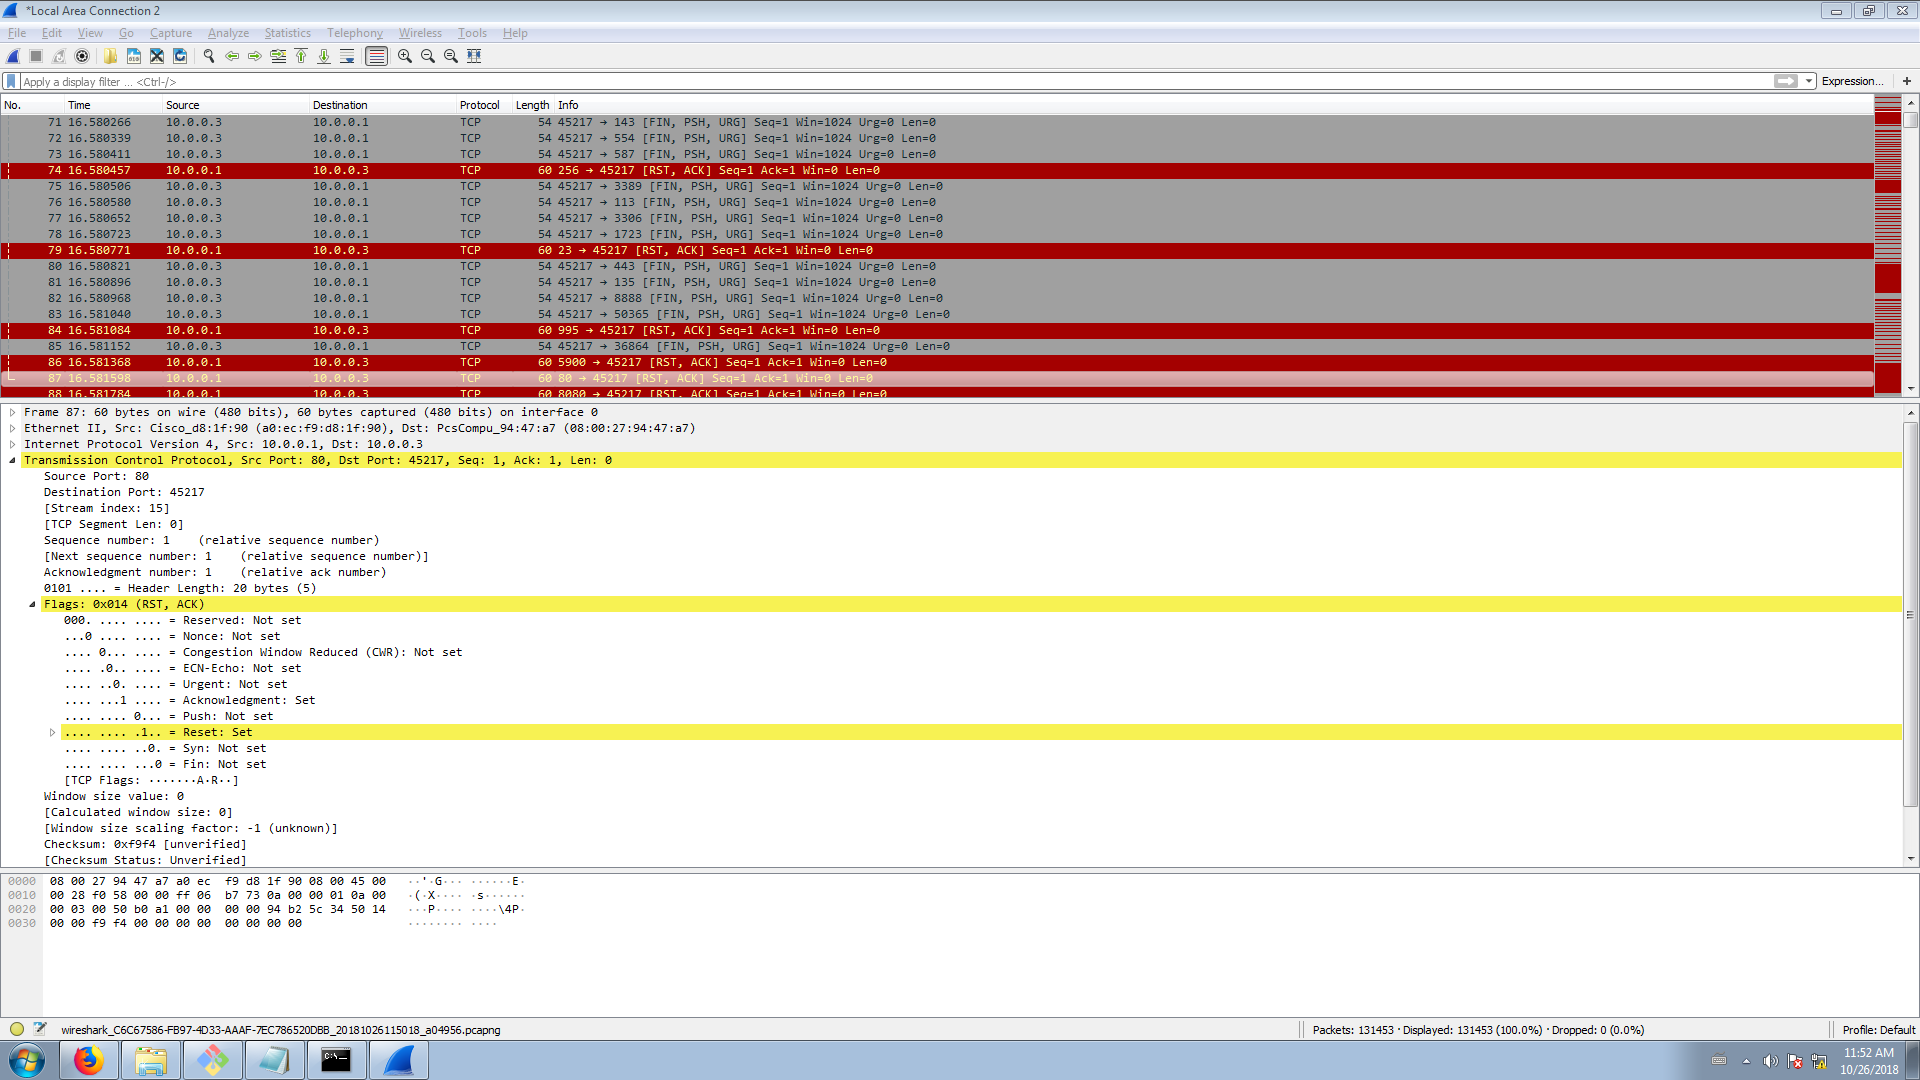 *Local Area Connection 2
File Edit View Go Capture Analyze Statistics Telephony Wireless Tools Help
Apply a display filter ... <Ctrl-/> Expression... +
No. Time Source Destination Protocol Length Info
71 16.580266 10.0.0.3 10.0.0.1 TCP 54 45217 → 143 [FIN, PSH, URG] Seq=1 Win=1024 Urg=0 Len=0
72 16.580339 10.0.0.3 10.0.0.1 TCP 54 45217 → 554 [FIN, PSH, URG] Seq=1 Win=1024 Urg=0 Len=0
73 16.580411 10.0.0.3 10.0.0.1 TCP 54 45217 → 587 [FIN, PSH, URG] Seq=1 Win=1024 Urg=0 Len=0
74 16.580457 10.0.0.1 10.0.0.3 TCP 60 256 → 45217 [RST, ACK] Seq=1 Ack=1 Win=0 Len=0
75 16.580506 10.0.0.3 10.0.0.1 TCP 54 45217 → 3389 [FIN, PSH, URG] Seq=1 Win=1024 Urg=0 Len=0
76 16.580580 10.0.0.3 10.0.0.1 TCP 54 45217 → 113 [FIN, PSH, URG] Seq=1 Win=1024 Urg=0 Len=0
77 16.580652 10.0.0.3 10.0.0.1 TCP 54 45217 → 3306 [FIN, PSH, URG] Seq=1 Win=1024 Urg=0 Len=0
78 16.580723 10.0.0.3 10.0.0.1 TCP 54 45217 → 1723 [FIN, PSH, URG] Seq=1 Win=1024 Urg=0 Len=0
79 16.580771 10.0.0.1 10.0.0.3 TCP 60 23 → 45217 [RST, ACK] Seq=1 Ack=1 Win=0 Len=0
80 16.580821 10.0.0.3 10.0.0.1 TCP 54 45217 → 443 [FIN, PSH, URG] Seq=1 Win=1024 Urg=0 Len=0
81 16.580896 10.0.0.3 10.0.0.1 TCP 54 45217 → 135 [FIN, PSH, URG] Seq=1 Win=1024 Urg=0 Len=0
82 16.580968 10.0.0.3 10.0.0.1 TCP 54 45217 → 8888 [FIN, PSH, URG] Seq=1 Win=1024 Urg=0 Len=0
83 16.581040 10.0.0.3 10.0.0.1 TCP 54 45217 → 50365 [FIN, PSH, URG] Seq=1 Win=1024 Urg=0 Len=0
84 16.581084 10.0.0.1 10.0.0.3 TCP 60 995 → 45217 [RST, ACK] Seq=1 Ack=1 Win=0 Len=0
85 16.581152 10.0.0.3 10.0.0.1 TCP 54 45217 → 36864 [FIN, PSH, URG] Seq=1 Win=1024 Urg=0 Len=0
86 16.581368 10.0.0.1 10.0.0.3 TCP 60 5900 → 45217 [RST, ACK] Seq=1 Ack=1 Win=0 Len=0
87 16.581598 10.0.0.1 10.0.0.3 TCP 60 80 → 45217 [RST, ACK] Seq=1 Ack=1 Win=0 Len=0
88 16.581784 10.0.0.1 10.0.0.3 TCP 60 8080 → 45217 [RST, ACK] Seq=1 Ack=1 Win=0 Len=0
Frame 87: 60 bytes on wire (480 bits), 60 bytes captured (480 bits) on interface 0
Ethernet II, Src: Cisco_d8:1f:90 (a0:ec:f9:d8:1f:90), Dst: PcsCompu_94:47:a7 (08:00:27:94:47:a7)
Internet Protocol Version 4, Src: 10.0.0.1, Dst: 10.0.0.3
Transmission Control Protocol, Src Port: 80, Dst Port: 45217, Seq: 1, Ack: 1, Len: 0
Source Port: 80
Destination Port: 45217
[Stream index: 15]
[TCP Segment Len: 0]
Sequence number: 1    (relative sequence number)
[Next sequence number: 1    (relative sequence number)]
Acknowledgment number: 1    (relative ack number)
0101 .... = Header Length: 20 bytes (5)
Flags: 0x014 (RST, ACK)
000. .... .... = Reserved: Not set
...0 .... .... = Nonce: Not set
.... 0... .... = Congestion Window Reduced (CWR): Not set
.... .0.. .... = ECN-Echo: Not set
.... ..0. .... = Urgent: Not set
.... ...1 .... = Acknowledgment: Set
.... .... 0... = Push: Not set
.... .... .1.. = Reset: Set
.... .... ..0. = Syn: Not set
.... .... ...0 = Fin: Not set
[TCP Flags: ·······A·R··]
Window size value: 0
[Calculated window size: 0]
[Window size scaling factor: -1 (unknown)]
Checksum: 0xf9f4 [unverified]
[Checksum Status: Unverified]
0000 08 00 27 94 47 a7 a0 ec f9 d8 1f 90 08 00 45 00 ··'·G··· ······E·
0010 00 28 f0 58 00 00 ff 06 b7 73 0a 00 00 01 0a 00 ·(·X···· ·s······
0020 00 03 00 50 b0 a1 00 00 00 00 94 b2 5c 34 50 14 ···P···· ····\4P·
0030 00 00 f9 f4 00 00 00 00 00 00 00 00 ········ ····
wireshark_C6C67586-FB97-4D33-AAAF-7EC786520DBB_20181026115018_a04956.pcapng Packets: 131453 · Displayed: 131453 (100.0%) · Dropped: 0 (0.0%) Profile: Default
C:\_
11:52 AM
10/26/2018